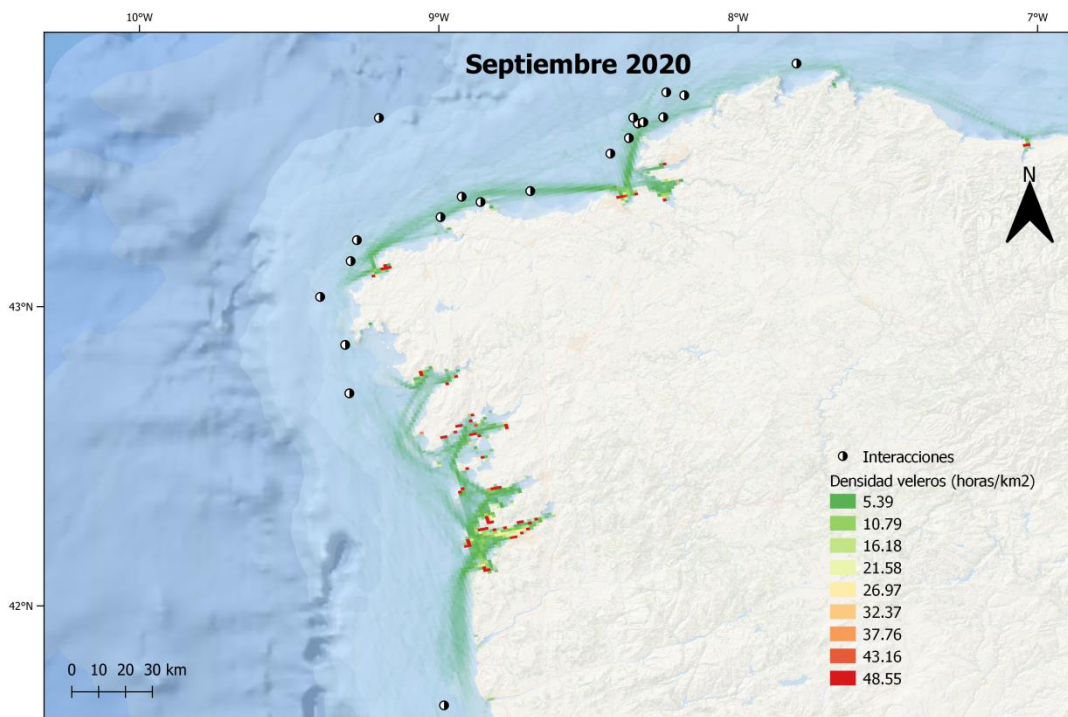 10°W 9°W 8°W 7°W
Septiembre 2020
N
43°N
Interacciones
Densidad veleros (horas/km2)
5.39
10.79
16.18
21.58
26.97
32.37
37.76
43.16
48.55
42°N
0 10 20 30 km